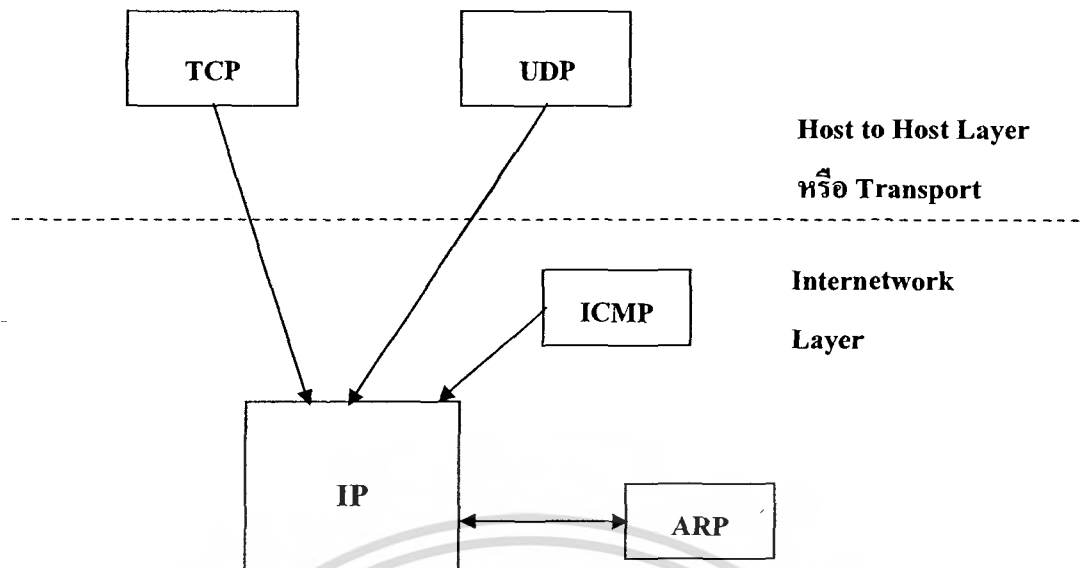 TCP
UDP
Host to Host Layer
หรือ Transport
Internetwork
Layer
ICMP
IP
ARP